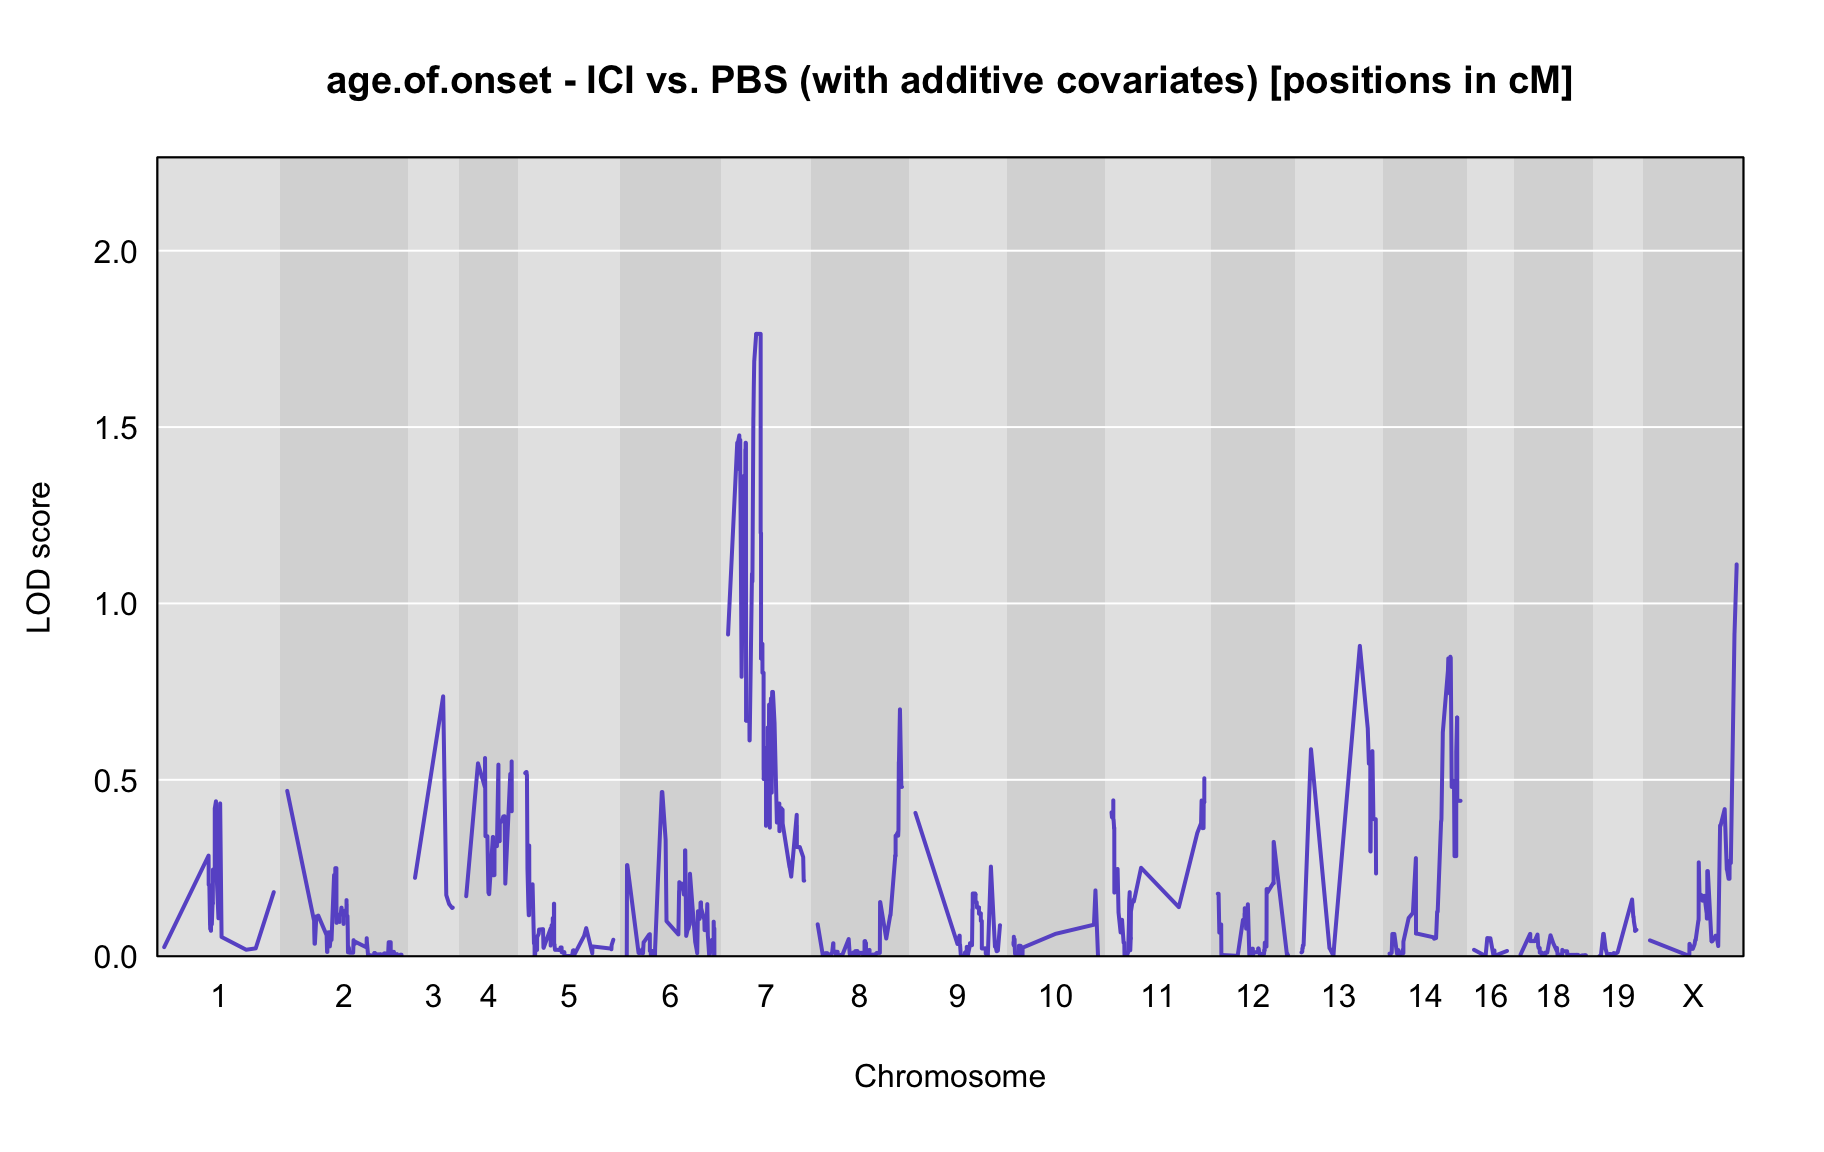 age.of.onset - ICI vs. PBS (with additive covariates) [positions in cM]
2.0
1.5
1.0
0.5
0.0
LOD score
1 2 3 4 5 6 7 8 9 10 11 12 13 14 16 18 19 X
Chromosome